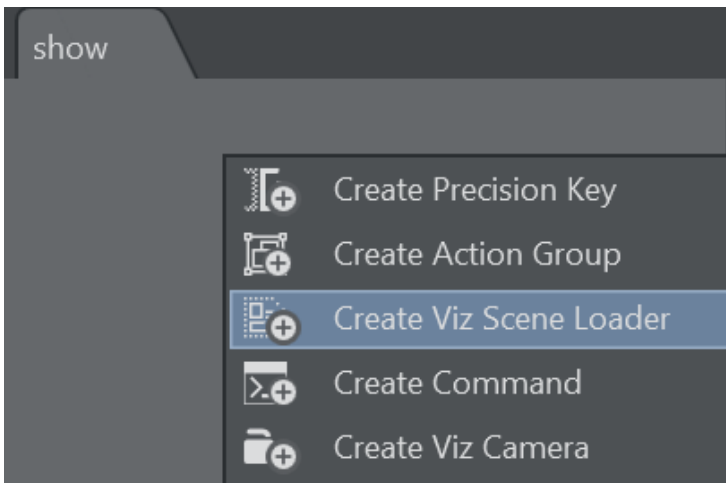 show
Create Precision Key
Create Action Group
Create Viz Scene Loader
Create Command
Create Viz Camera